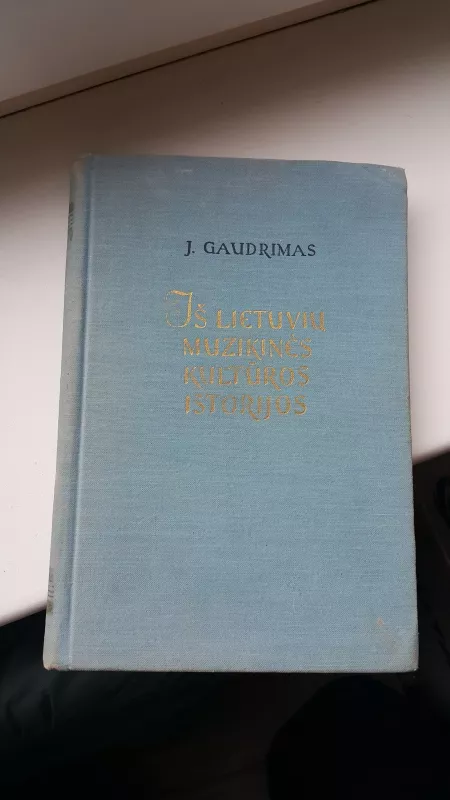 J. GAUDRIMAS
IŠ LIETUVIŲ
MUZIKINĖS
KULTŪROS
ISTORIJOS